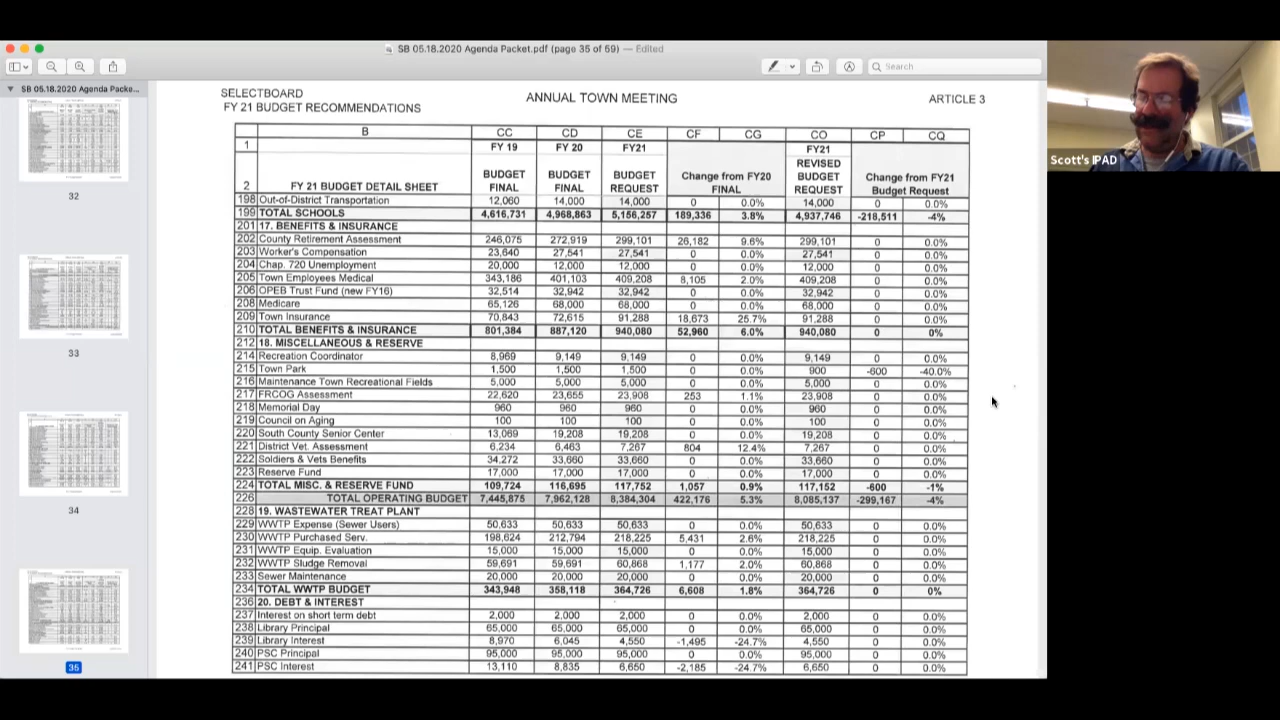 SB 05.18.2020 Agenda Packet.pdf (page 35 of 59) — Edited
Search
SB 05.18.2020 Agenda Packe...
32
33
34
35
Scott's IPAD
SELECTBOARD
FY 21 BUDGET RECOMMENDATIONS
ANNUAL TOWN MEETING
ARTICLE 3
B CC CD CE CF CG CO CP CQ
1 FY 19 FY 20 FY21 FY21
2 FY 21 BUDGET DETAIL SHEET BUDGET FINAL BUDGET FINAL BUDGET REQUEST Change from FY20 FINAL REVISED BUDGET REQUEST Change from FY21 Budget Request
198 Out-of-District Transportation 12,060 14,000 14,000 0 0.0% 14,000 0 0.0%
199 TOTAL SCHOOLS 4,616,731 4,968,863 5,156,257 189,336 3.8% 4,937,746 -218,511 -4%
201 17. BENEFITS & INSURANCE
202 County Retirement Assessment 246,075 272,919 299,101 26,182 9.6% 299,101 0 0.0%
203 Worker's Compensation 23,640 27,541 27,541 0 0.0% 27,541 0 0.0%
204 Chap. 720 Unemployment 20,000 12,000 12,000 0 0.0% 12,000 0 0.0%
205 Town Employees Medical 343,186 401,103 409,208 8,105 2.0% 409,208 0 0.0%
206 OPEB Trust Fund (new FY16) 32,514 32,942 32,942 0 0.0% 32,942 0 0.0%
208 Medicare 65,126 68,000 68,000 0 0.0% 68,000 0 0.0%
209 Town Insurance 70,843 72,615 91,288 18,673 25.7% 91,288 0 0.0%
210 TOTAL BENEFITS & INSURANCE 801,384 887,120 940,080 52,960 6.0% 940,080 0 0%
212 18. MISCELLANEOUS & RESERVE
214 Recreation Coordinator 8,969 9,149 9,149 0 0.0% 9,149 0 0.0%
215 Town Park 1,500 1,500 1,500 0 0.0% 900 -600 -40.0%
216 Maintenance Town Recreational Fields 5,000 5,000 5,000 0 0.0% 5,000 0 0.0%
217 FRCOG Assessment 22,620 23,655 23,908 253 1.1% 23,908 0 0.0%
218 Memorial Day 960 960 960 0 0.0% 960 0 0.0%
219 Council on Aging 100 100 100 0 0.0% 100 0 0.0%
220 South County Senior Center 13,069 19,208 19,208 0 0.0% 19,208 0 0.0%
221 District Vet. Assessment 6,234 6,463 7,267 804 12.4% 7,267 0 0.0%
222 Soldiers & Vets Benefits 34,272 33,660 33,660 0 0.0% 33,660 0 0.0%
223 Reserve Fund 17,000 17,000 17,000 0 0.0% 17,000 0 0.0%
224 TOTAL MISC. & RESERVE FUND 109,724 116,695 117,752 1,057 0.9% 117,152 -600 -1%
226 TOTAL OPERATING BUDGET 7,445,875 7,962,128 8,384,304 422,176 5.3% 8,085,137 -299,167 -4%
228 19. WASTEWATER TREAT PLANT
229 WWTP Expense (Sewer Users) 50,633 50,633 50,633 0 0.0% 50,633 0 0.0%
230 WWTP Purchased Serv. 198,624 212,794 218,225 5,431 2.6% 218,225 0 0.0%
231 WWTP Equip. Evaluation 15,000 15,000 15,000 0 0.0% 15,000 0 0.0%
232 WWTP Sludge Removal 59,691 59,691 60,868 1,177 2.0% 60,868 0 0.0%
233 Sewer Maintenance 20,000 20,000 20,000 0 0.0% 20,000 0 0.0%
234 TOTAL WWTP BUDGET 343,948 358,118 364,726 6,608 1.8% 364,726 0 0%
236 20. DEBT & INTEREST
237 Interest on short term debt 2,000 2,000 2,000 0 0.0% 2,000 0 0.0%
238 Library Principal 65,000 65,000 65,000 0 0.0% 65,000 0 0.0%
239 Library Interest 8,970 6,045 4,550 -1,495 -24.7% 4,550 0 0.0%
240 PSC Principal 95,000 95,000 95,000 0 0.0% 95,000 0 0.0%
241 PSC Interest 13,110 8,835 6,650 -2,185 -24.7% 6,650 0 0.0%